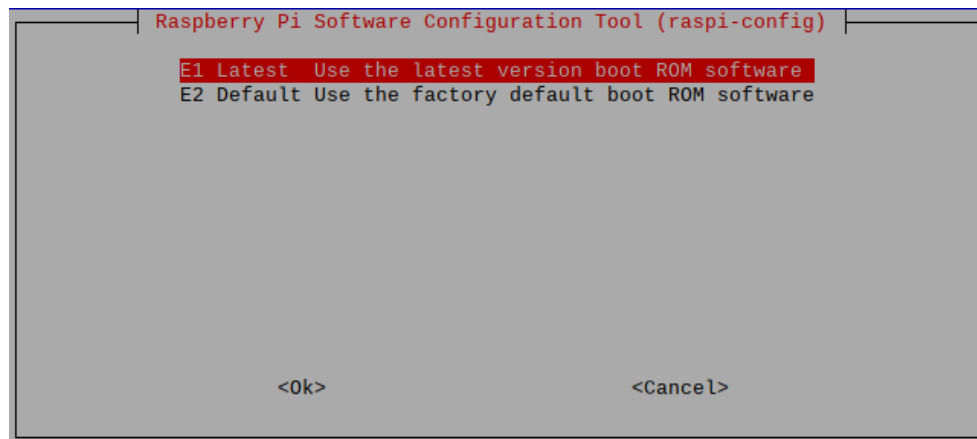 Raspberry Pi Software Configuration Tool (raspi-config)
E1 Latest  Use the latest version boot ROM software
E2 Default Use the factory default boot ROM software
<Ok> <Cancel>